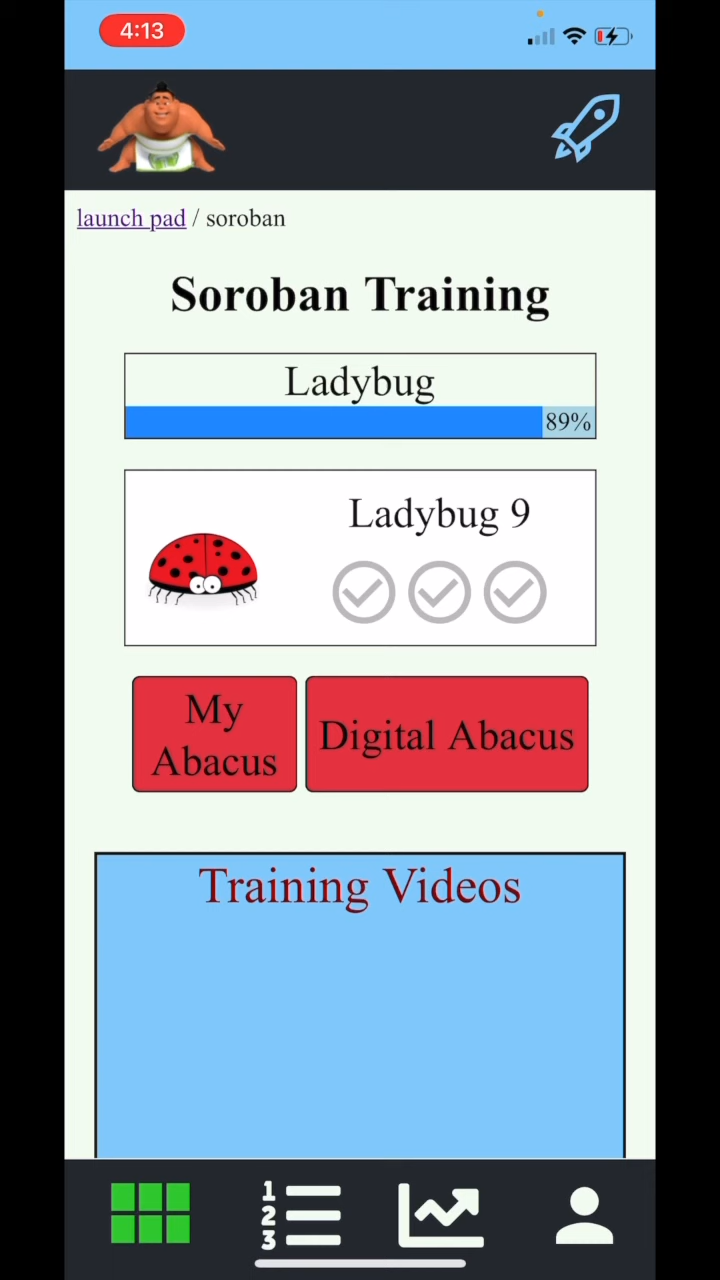 4:13
launch pad / soroban
Soroban Training
Ladybug
89%
Ladybug 9
My
Abacus
Digital Abacus
Training Videos
1
2
3